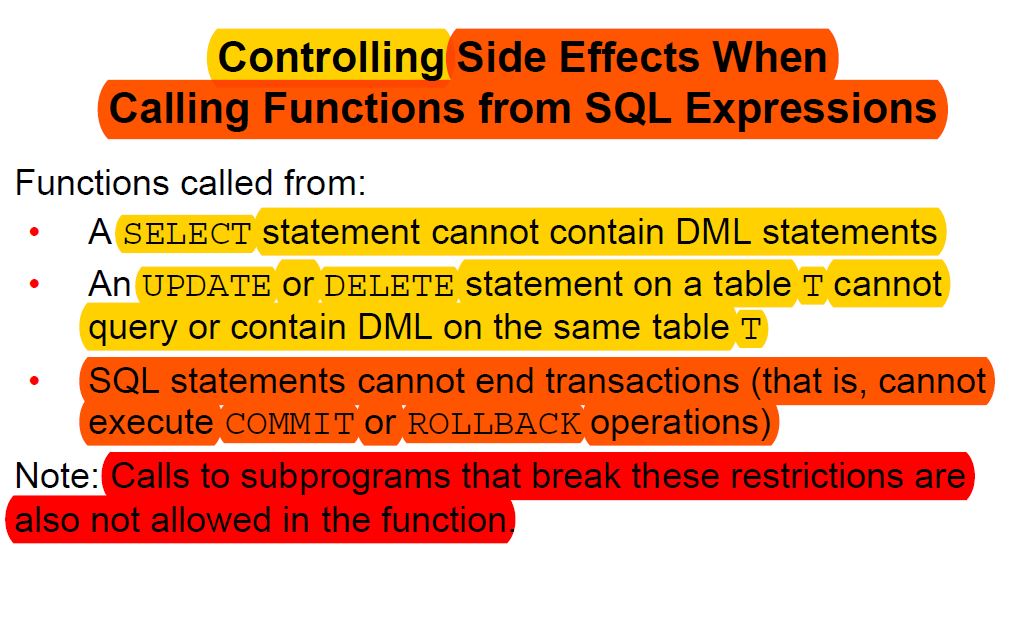 Controlling Side Effects When
Calling Functions from SQL Expressions
Functions called from:
• A SELECT statement cannot contain DML statements
• An UPDATE or DELETE statement on a table T cannot
query or contain DML on the same table T
• SQL statements cannot end transactions (that is, cannot
execute COMMIT or ROLLBACK operations)
Note: Calls to subprograms that break these restrictions are
also not allowed in the function.